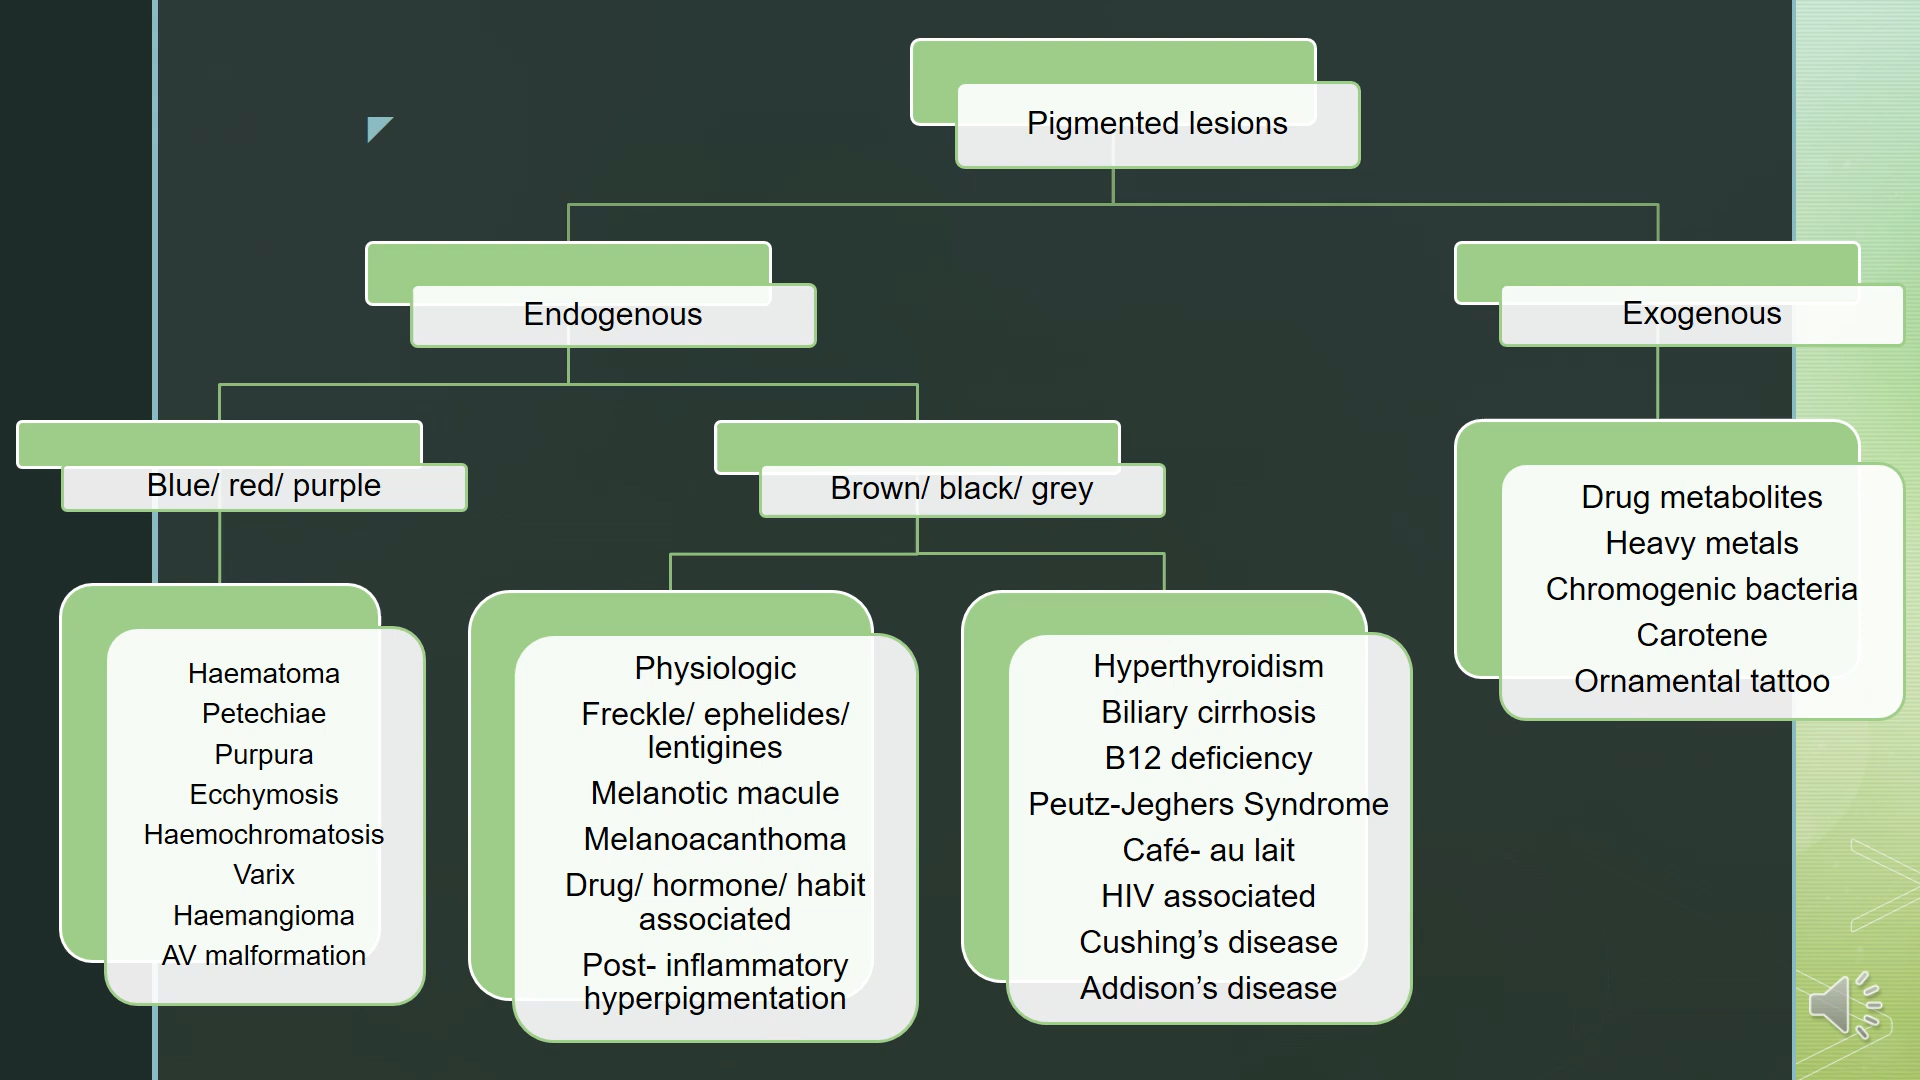 Pigmented lesions
Endogenous
Exogenous
Blue/ red/ purple
Brown/ black/ grey
Haematoma
Petechiae
Purpura
Ecchymosis
Haemochromatosis
Varix
Haemangioma
AV malformation
Physiologic
Freckle/ ephelides/
lentigines
Melanotic macule
Melanoacanthoma
Drug/ hormone/ habit
associated
Post- inflammatory
hyperpigmentation
Hyperthyroidism
Biliary cirrhosis
B12 deficiency
Peutz-Jeghers Syndrome
Café- au lait
HIV associated
Cushing’s disease
Addison’s disease
Drug metabolites
Heavy metals
Chromogenic bacteria
Carotene
Ornamental tattoo